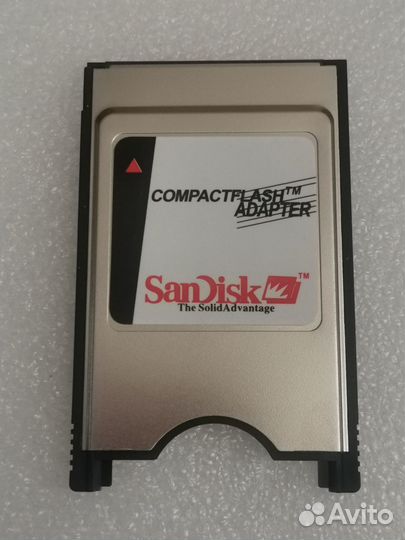 COMPACTFLASH™
ADAPTER
SanDisk™
The SolidAdvantage
Avito